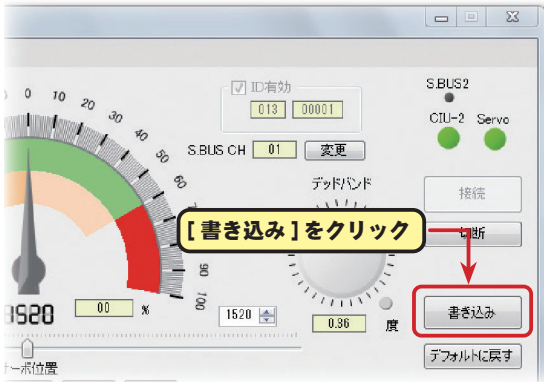 ID有効
S.BUS2
013 00001
CIU-2 Servo
S.BUS CH 01 変更
0 10 20 30 40 50 60 70
90 100
デッドバンド
接続
[書き込み]をクリック
切断
1520 00 %
1520
0.36 度
書き込み
ーボ位置
デフォルトに戻す